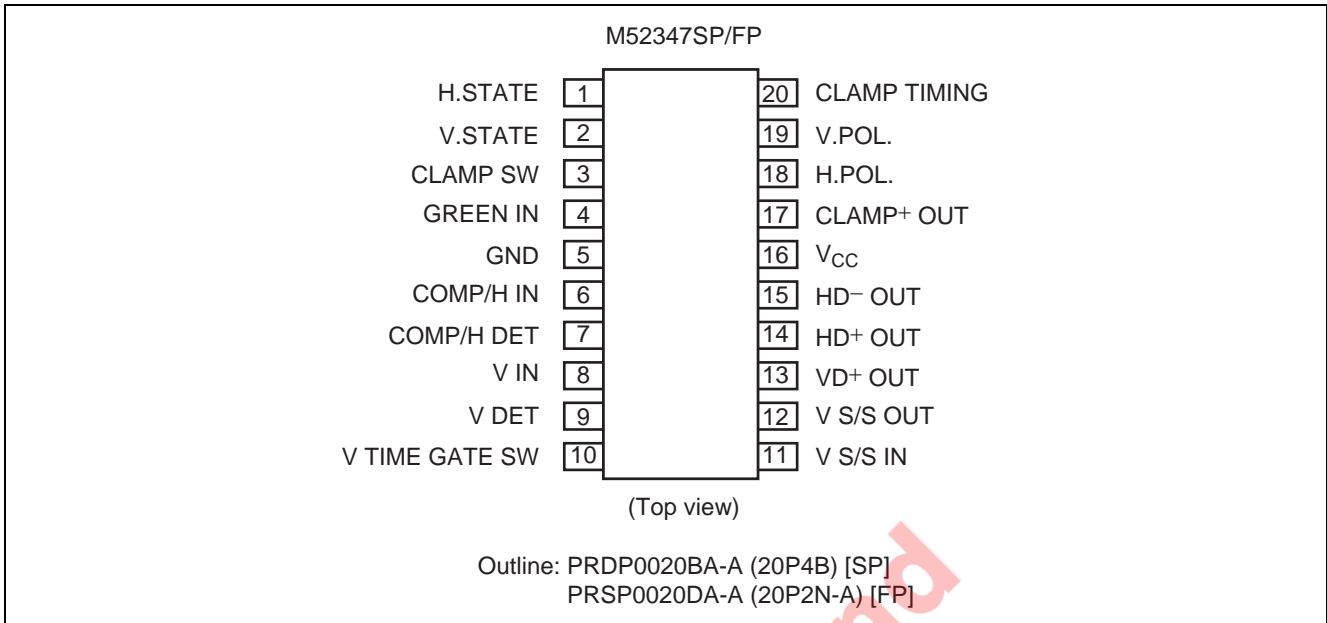 M52347SP/FP
H.STATE 1 20 CLAMP TIMING
V.STATE 2 19 V.POL.
CLAMP SW 3 18 H.POL.
GREEN IN 4 17 CLAMP+ OUT
GND 5 16 VCC
COMP/H IN 6 15 HD− OUT
COMP/H DET 7 14 HD+ OUT
V IN 8 13 VD+ OUT
V DET 9 12 V S/S OUT
V TIME GATE SW 10 11 V S/S IN
(Top view)
Outline: PRDP0020BA-A (20P4B) [SP]
PRSP0020DA-A (20P2N-A) [FP]
nd